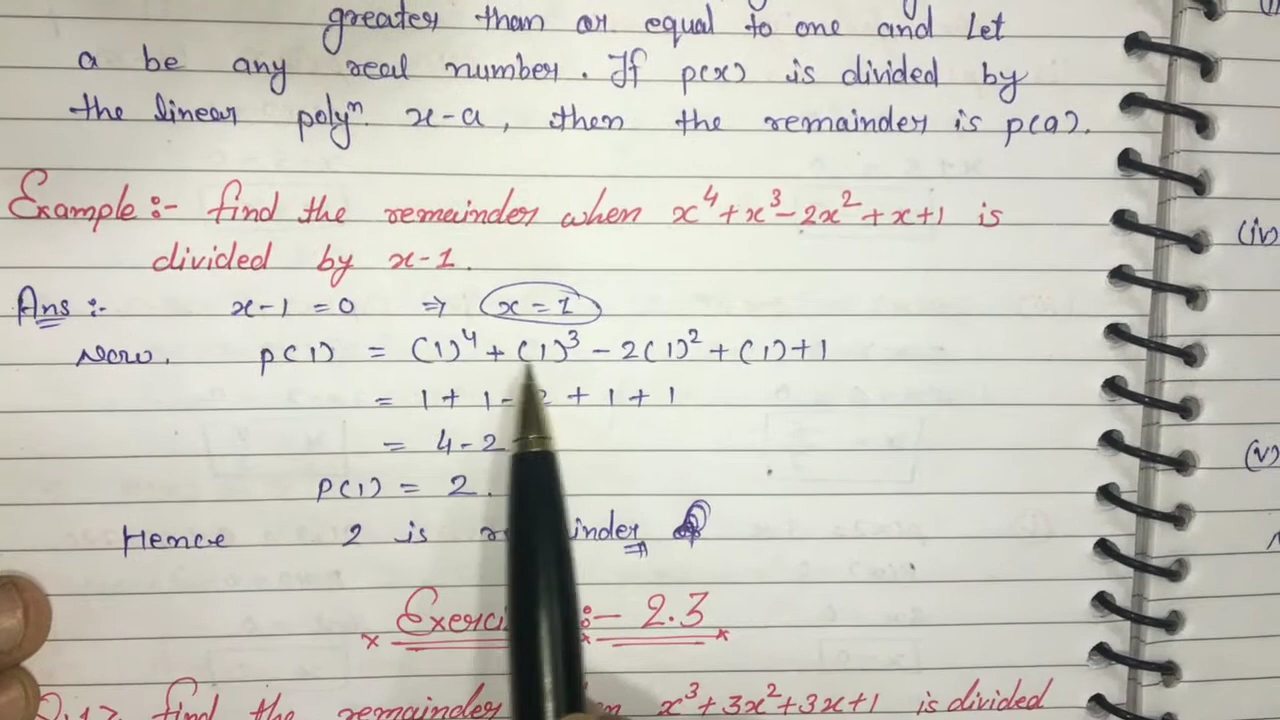 greater than or equal to one and Let
a be any real number. If p(x) is divided by
the linear polyⁿ. x-a, then the remainder is p(a).
Example :- find the remainder when x⁴+x³-2x²+x+1 is
divided by x-1.
Ans :- x-1 = 0 ⇒ x = 1
Now, p(1) = (1)⁴ + (1)³ - 2(1)² + (1) + 1
= 1 + 1 - 2 + 1 + 1
= 4-2
P(1) = 2.
Hence 2 is remainder
Exercise :- 2.3
find the remainder x³+3x²+3x+1 is divided
(iv)
(v)